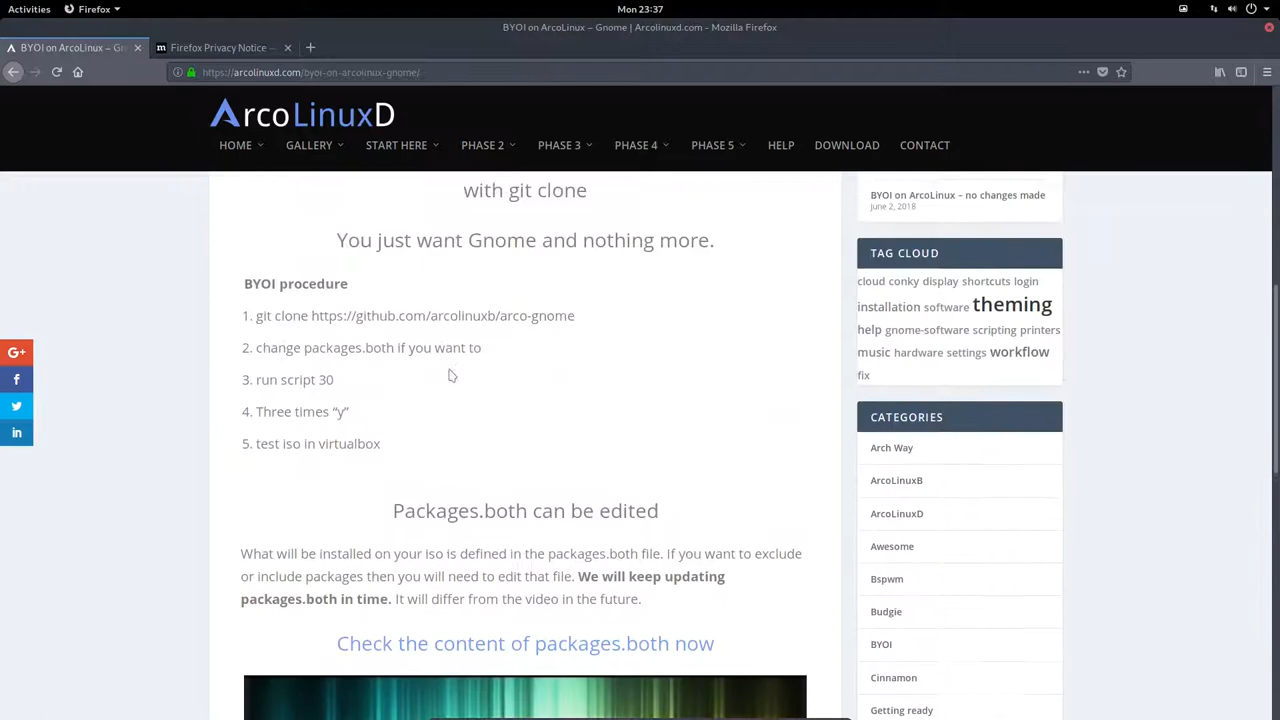 Activities
Firefox
Mon 23:37
BYOI on ArcoLinux – Gnome | Arcolinuxd.com - Mozilla Firefox
BYOI on ArcoLinux – Gn
Firefox Privacy Notice —
https://arcolinuxd.com/byoi-on-arcolinux-gnome/
ArcoLinuxD
HOME
GALLERY
START HERE
PHASE 2
PHASE 3
PHASE 4
PHASE 5
HELP
DOWNLOAD
CONTACT
with git clone
You just want Gnome and nothing more.
BYOI procedure
1. git clone https://github.com/arcolinuxb/arco-gnome
2. change packages.both if you want to
3. run script 30
4. Three times “y”
5. test iso in virtualbox
Packages.both can be edited
What will be installed on your iso is defined in the packages.both file. If you want to exclude
or include packages then you will need to edit that file. We will keep updating
packages.both in time. It will differ from the video in the future.
Check the content of packages.both now
BYOI on ArcoLinux – no changes made
June 2, 2018
TAG CLOUD
cloud conky display shortcuts login
installation software theming
help gnome-software scripting printers
music hardware settings workflow
fix
CATEGORIES
Arch Way
ArcoLinuxB
ArcoLinuxD
Awesome
Bspwm
Budgie
BYOI
Cinnamon
Getting ready